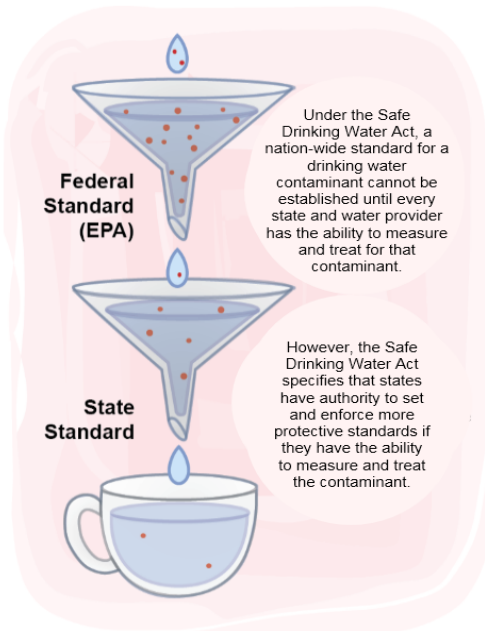 Under the Safe
Drinking Water Act, a
nation-wide standard for a
drinking water
contaminant cannot be
established until every
state and water provider
has the ability to measure
and treat for that
contaminant.
Federal
Standard
(EPA)
However, the Safe
Drinking Water Act
specifies that states
have authority to set
and enforce more
protective standards if
they have the ability
to measure and treat
the contaminant.
State
Standard